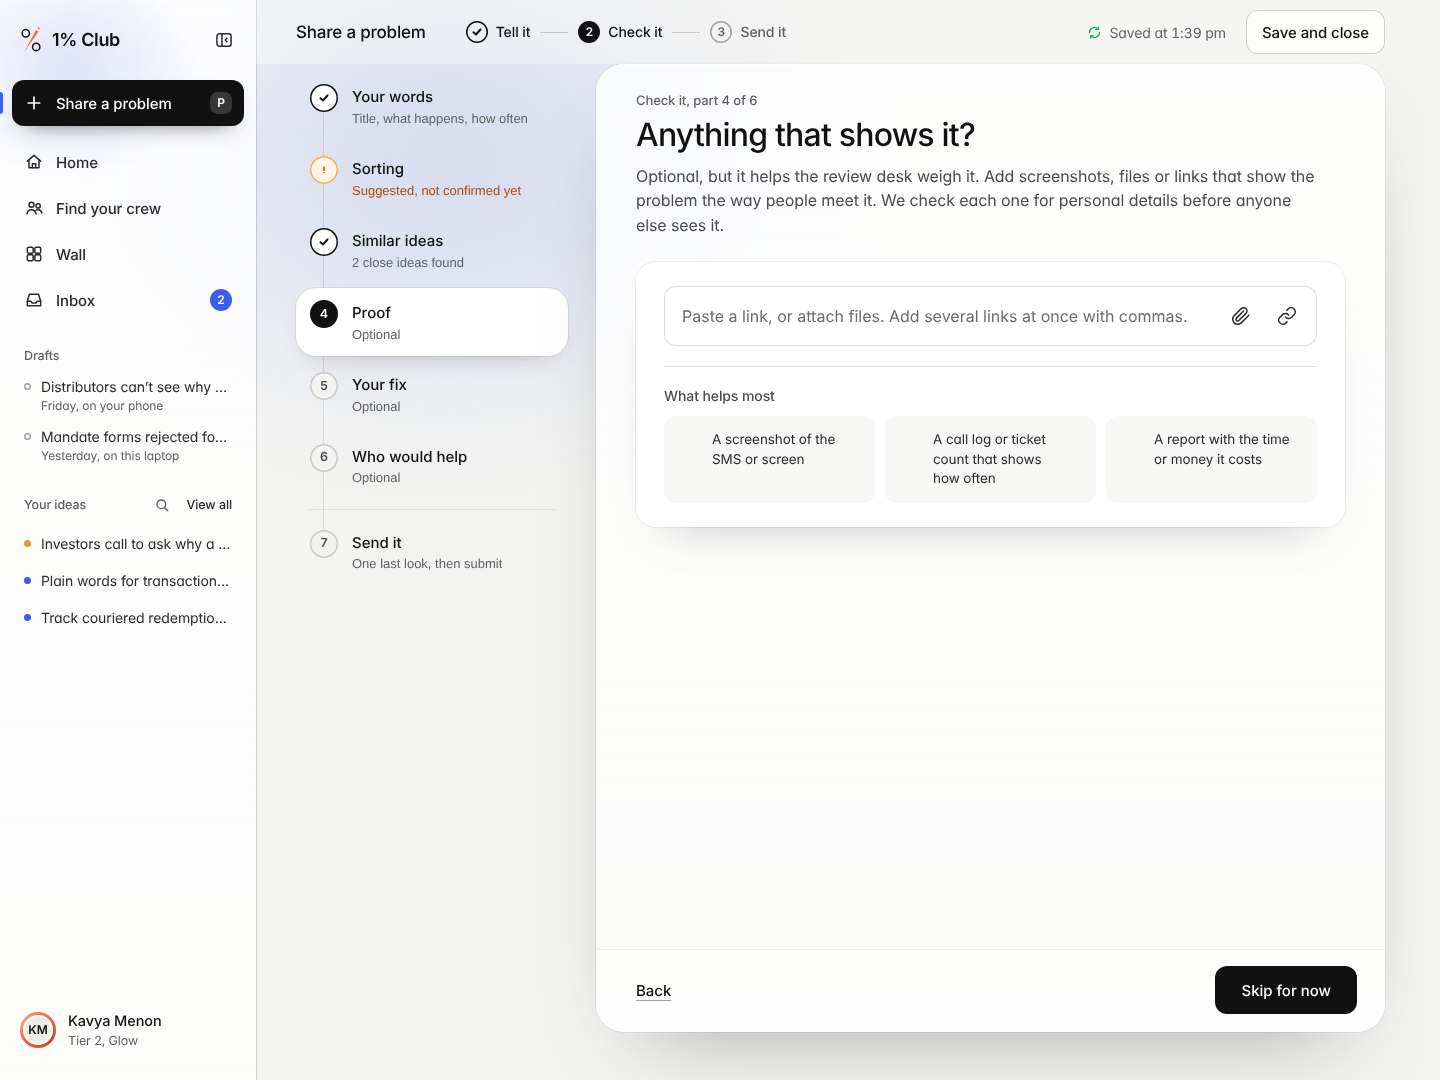 1% Club
Share a problem
P
Home
Find your crew
Wall
Inbox
2
Drafts
Distributors can't see why ...
Friday, on your phone
Mandate forms rejected fo...
Yesterday, on this laptop
Your ideas
View all
Investors call to ask why a ...
Plain words for transaction...
Track couriered redemptio...
KM
Kavya Menon
Tier 2, Glow
Share a problem
Tell it
2
Check it
3
Send it
Saved at 1:39 pm
Save and close
Your words
Title, what happens, how often
!
Sorting
Suggested, not confirmed yet
Similar ideas
2 close ideas found
4
Proof
Optional
5
Your fix
Optional
6
Who would help
Optional
7
Send it
One last look, then submit
Check it, part 4 of 6
Anything that shows it?
Optional, but it helps the review desk weigh it. Add screenshots, files or links that show the
problem the way people meet it. We check each one for personal details before anyone
else sees it.
Paste a link, or attach files. Add several links at once with commas.
What helps most
A screenshot of the
SMS or screen
A call log or ticket
count that shows
how often
A report with the time
or money it costs
Back
Skip for now